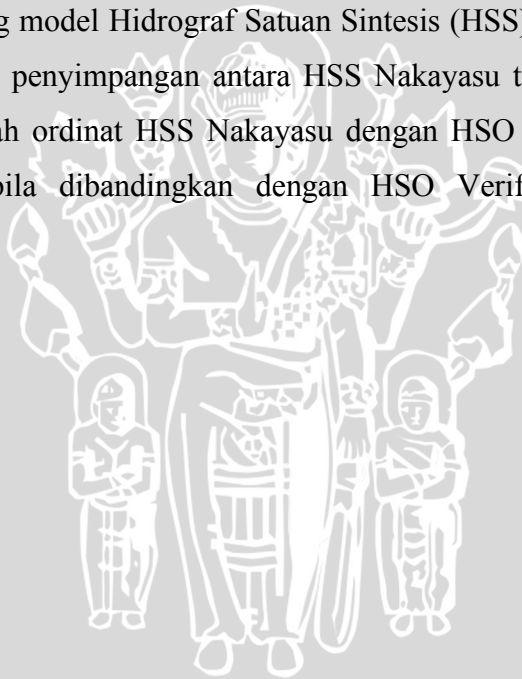 g model Hidrograf Satuan Sintesis (HSS)
penyimpangan antara HSS Nakayasu t
ah ordinat HSS Nakayasu dengan HSO
bila dibandingkan dengan HSO Verif